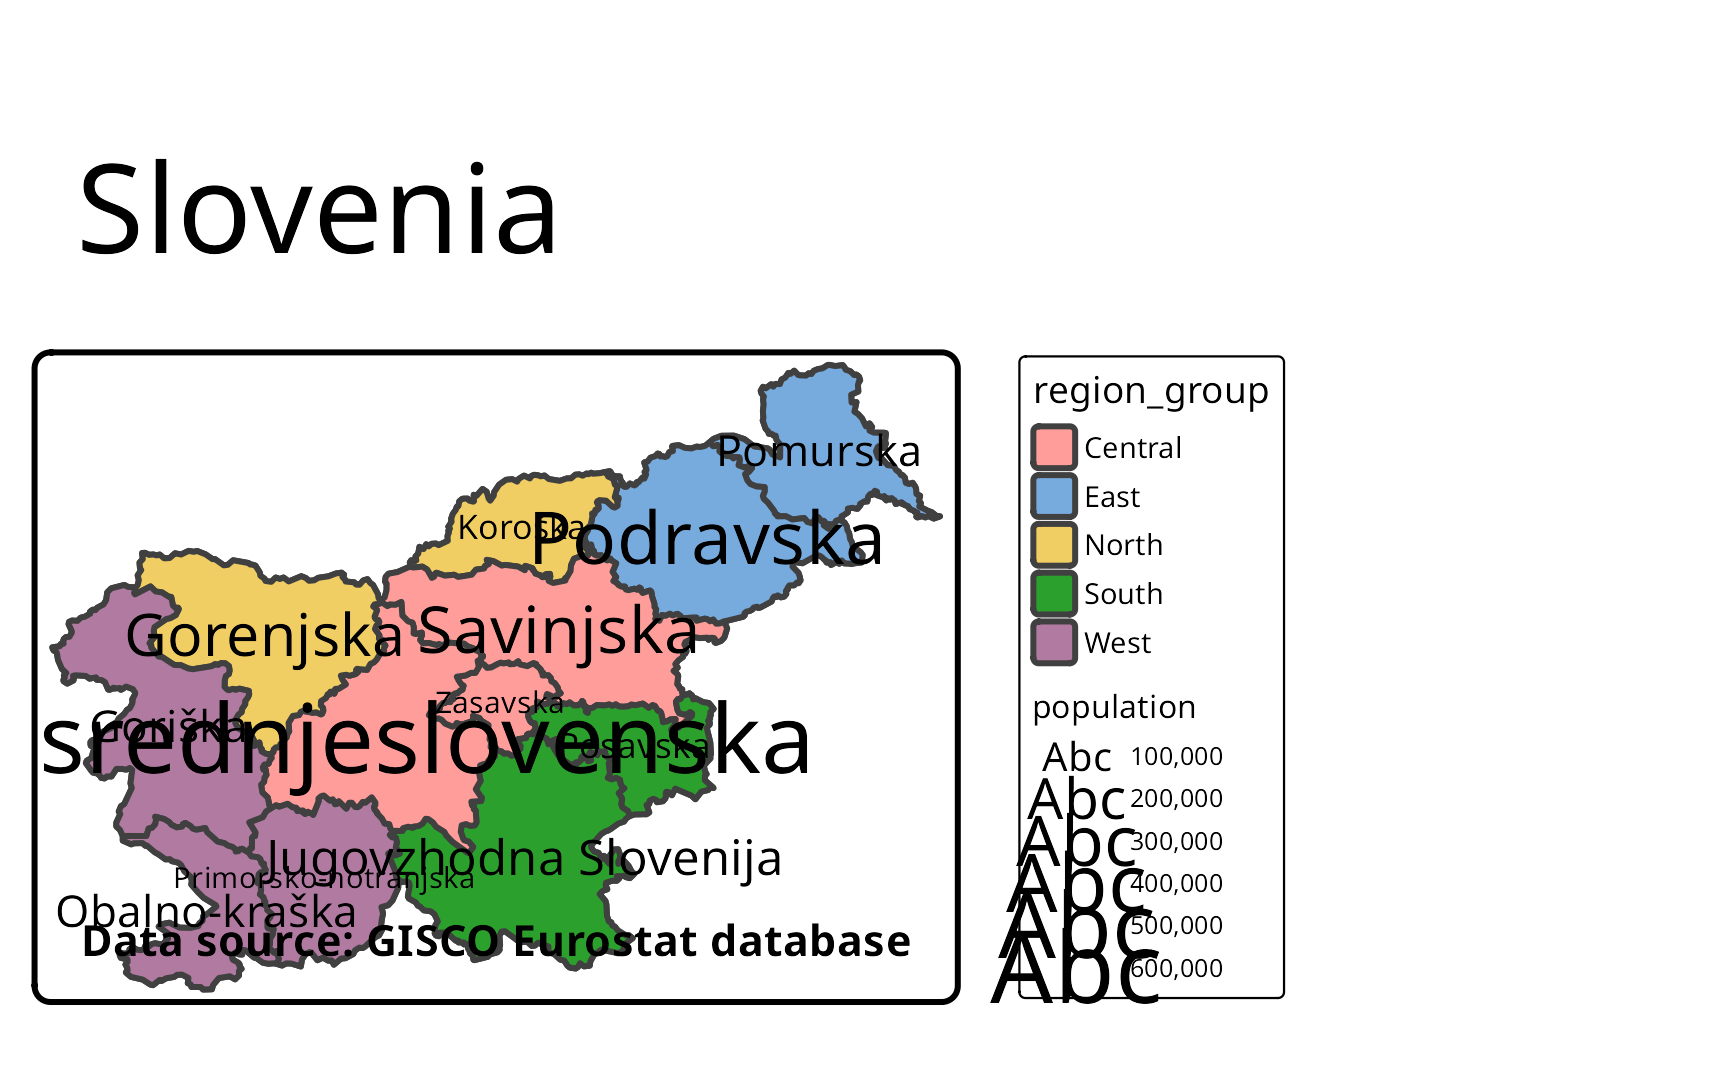 Slovenia
Pomurska
Koroška
Podravska
Gorenjska
Savinjska
Zasavska
Goriška
srednjeslovenska
Posavska
Jugovzhodna Slovenija
Primorsko-notranjska
Obalno-kraška
Data source: GISCO Eurostat database
region_group
Central
East
North
South
West
population
Abc 100,000
Abc 200,000
Abc 300,000
Abc 400,000
Abc 500,000
Abc 600,000